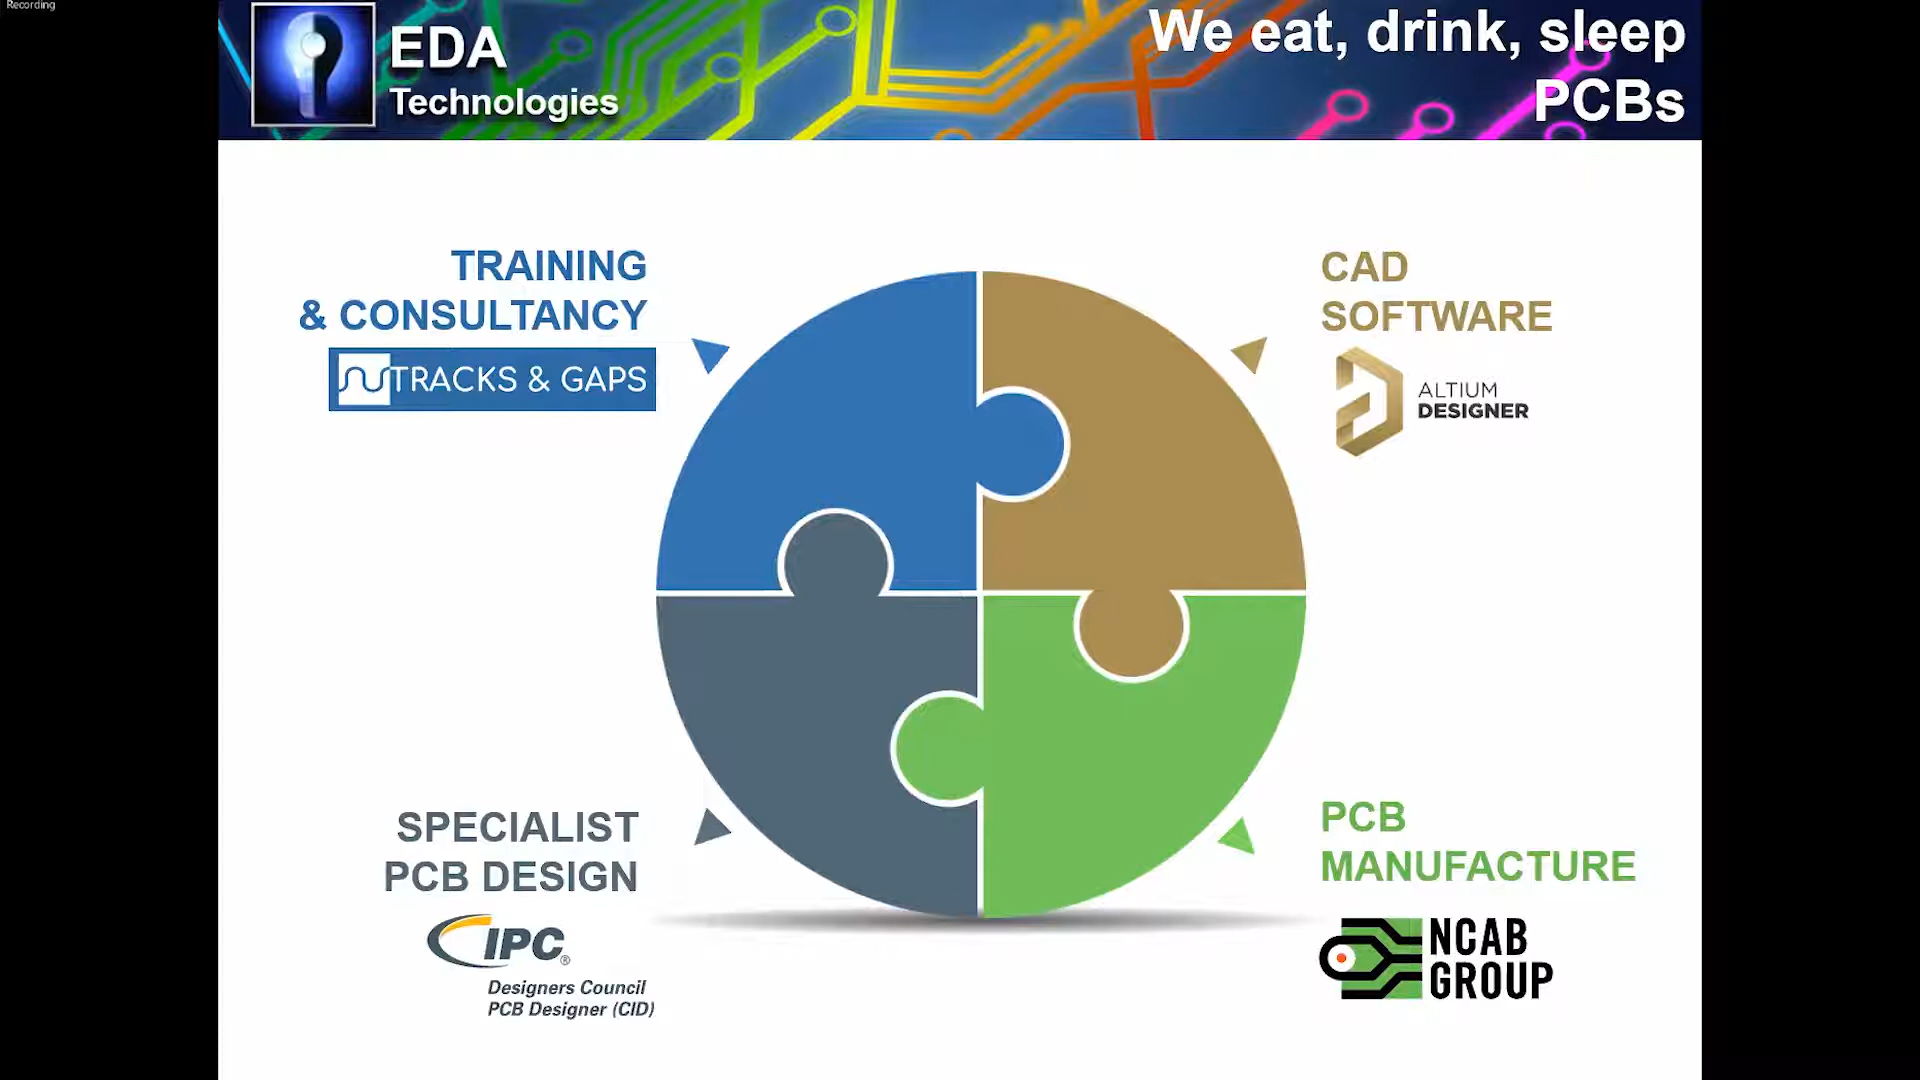 Recording
EDA
Technologies
We eat, drink, sleep
PCBs
TRAINING
& CONSULTANCY
TRACKS & GAPS
CAD
SOFTWARE
ALTIUM
DESIGNER
SPECIALIST
PCB DESIGN
IPC®
Designers Council
PCB Designer (CID)
PCB
MANUFACTURE
NCAB
GROUP